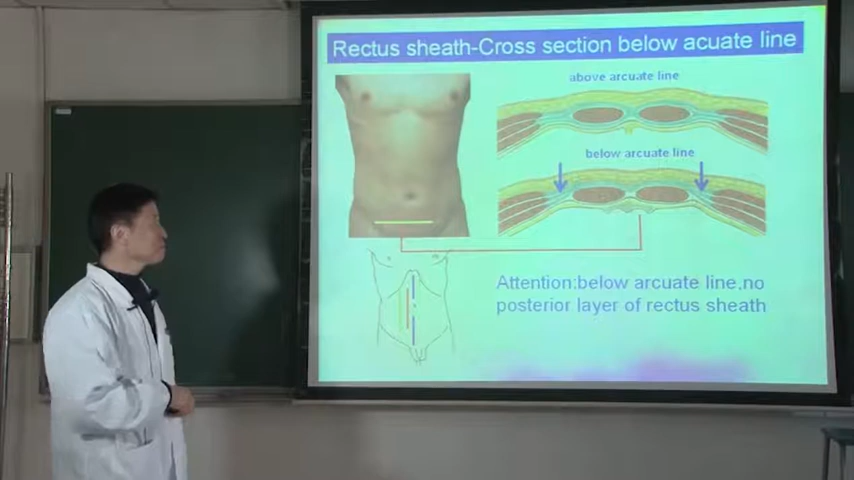 Rectus sheath-Cross section below acuate line
above arcuate line
below arcuate line
Attention:below arcuate line,no
posterior layer of rectus sheath